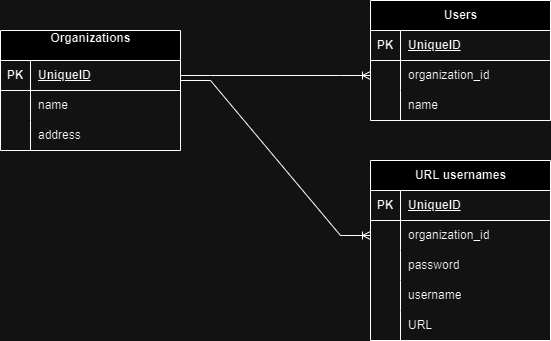 Organizations
PK UniqueID
name
address
Users
PK UniqueID
organization_id
name
URL usernames
PK UniqueID
organization_id
password
username
URL